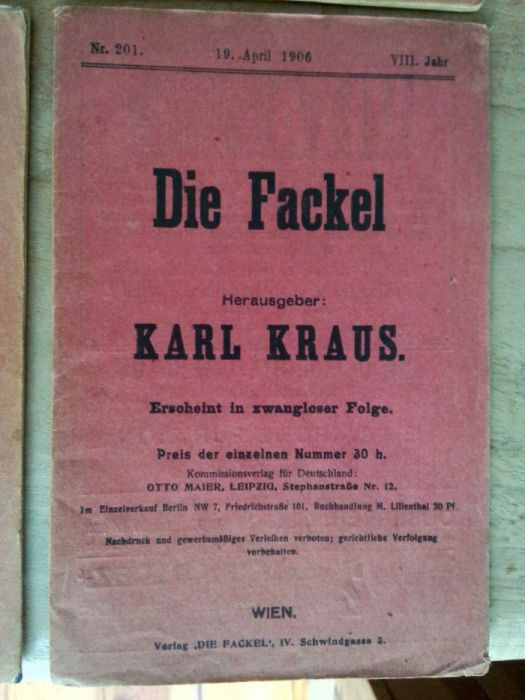 Nr. 201. 19. April 1906 VIII. Jahr
Die Fackel
Herausgeber:
KARL KRAUS.
Erscheint in zwangloser Folge.
Preis der einzelnen Nummer 30 h.
Kommissionsverlag für Deutschland:
OTTO MAIER, LEIPZIG, Stephanstraße Nr. 12.
Im Einzelverkauf Berlin NW 7, Friedrichstraße 101, Buchhandlung M. Lilienthal 30 Pf.
Nachdruck und gewerbsmäßiges Verleihen verboten; gerichtliche Verfolgung
vorbehalten.
WIEN.
Verlag ‚DIE FACKEL', IV. Schwindgasse 3.